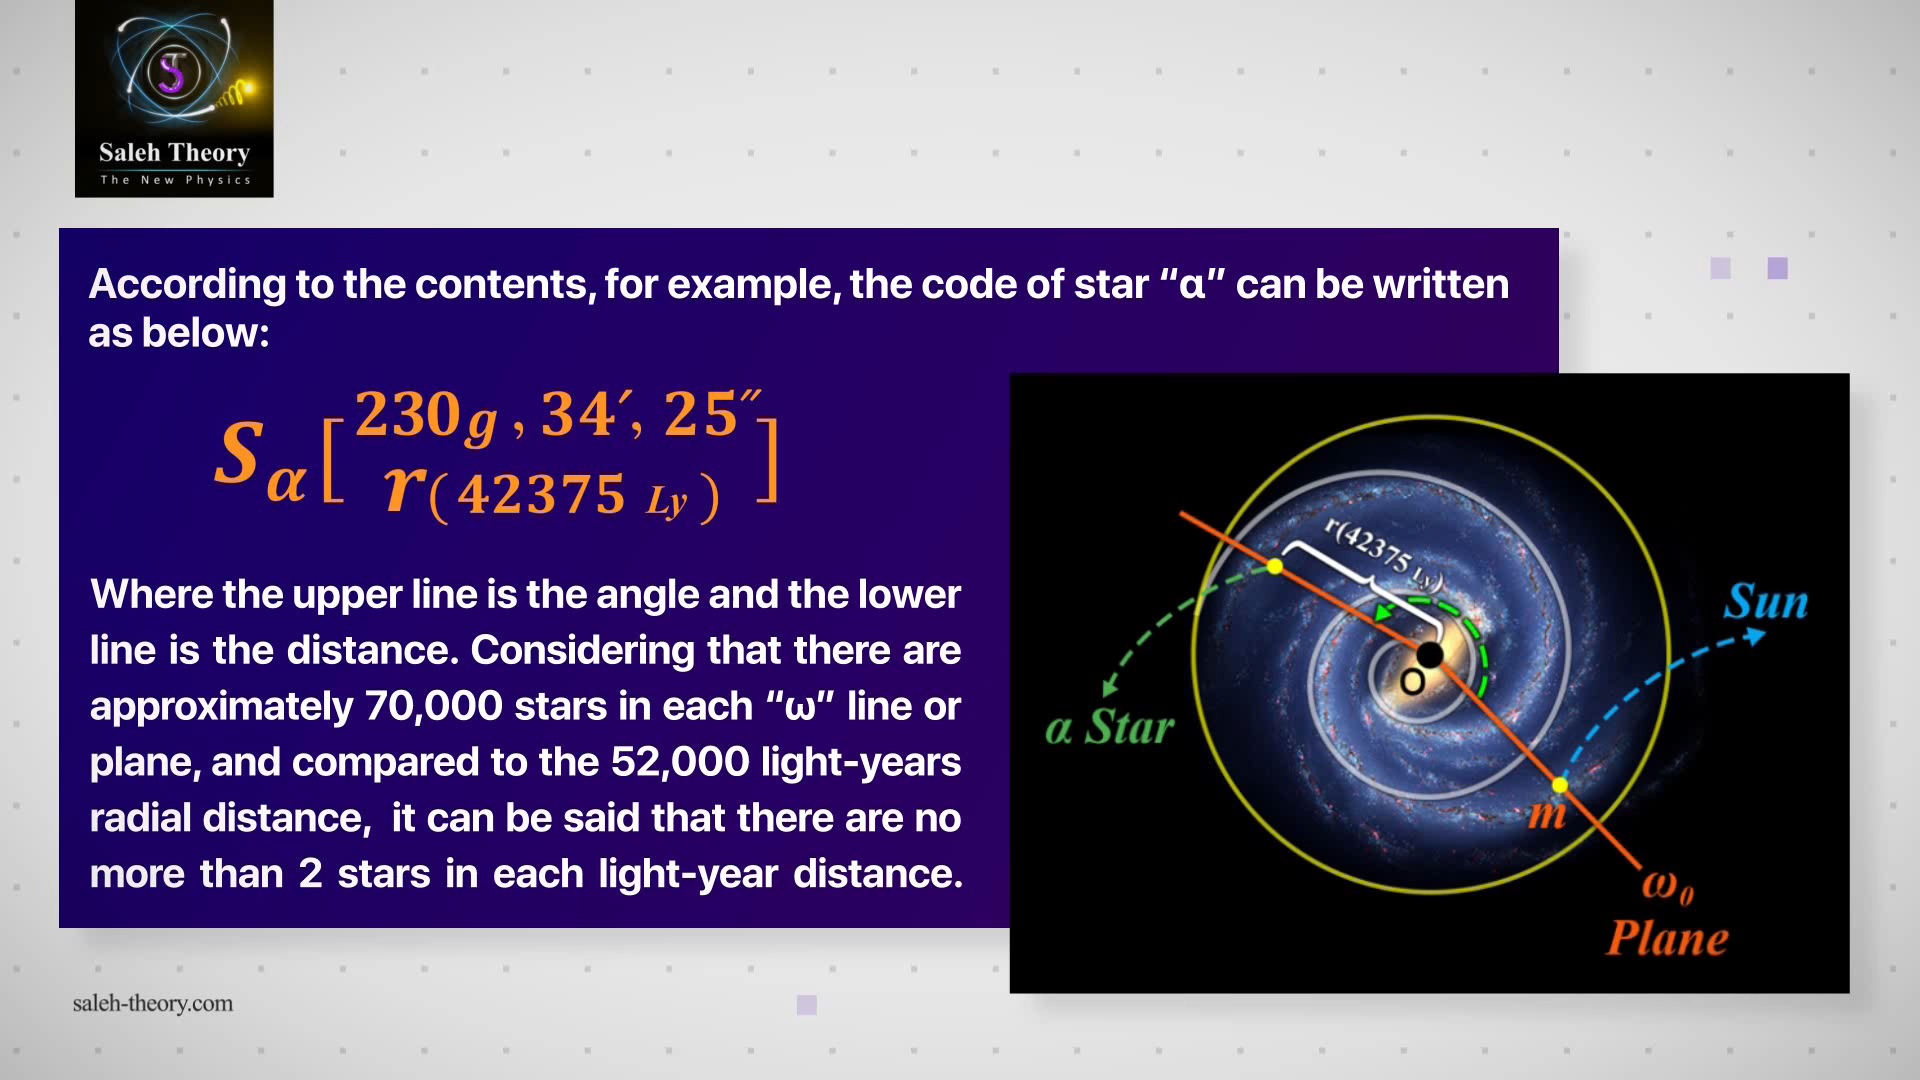 Saleh Theory
The New Physics
According to the contents, for example, the code of star “α” can be written
as below:
S α [ 230g , 34′, 25″
r(42375 Ly) ]
Where the upper line is the angle and the lower
line is the distance. Considering that there are
approximately 70,000 stars in each “ω” line or
plane, and compared to the 52,000 light-years
radial distance, it can be said that there are no
more than 2 stars in each light-year distance.
r(42375 Ly)
Sun
α Star
O
m
ω0
Plane
saleh-theory.com